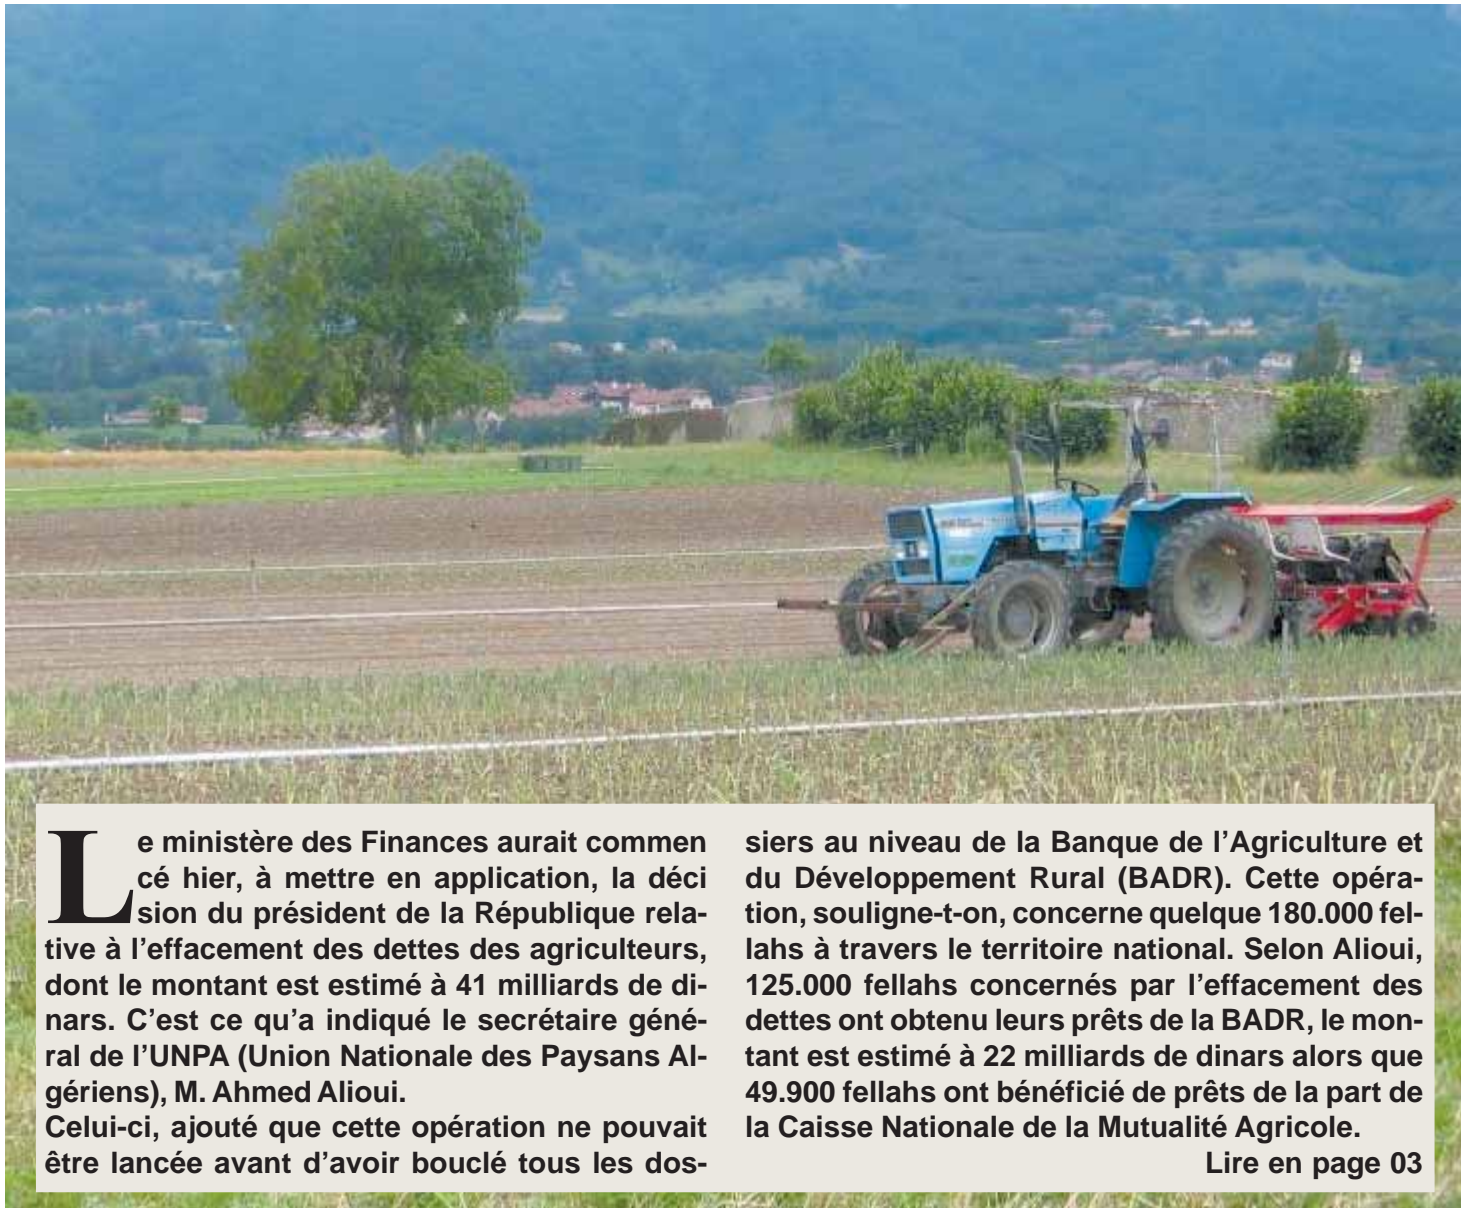 Le ministère des Finances aurait commen
cé hier, à mettre en application, la déci
sion du président de la République rela-
tive à l’effacement des dettes des agriculteurs,
dont le montant est estimé à 41 milliards de di-
nars. C’est ce qu’a indiqué le secrétaire géné-
ral de l’UNPA (Union Nationale des Paysans Al-
gériens), M. Ahmed Alioui.
Celui-ci, ajouté que cette opération ne pouvait
être lancée avant d’avoir bouclé tous les dos-
siers au niveau de la Banque de l’Agriculture et
du Développement Rural (BADR). Cette opéra-
tion, souligne-t-on, concerne quelque 180.000 fel-
lahs à travers le territoire national. Selon Alioui,
125.000 fellahs concernés par l’effacement des
dettes ont obtenu leurs prêts de la BADR, le mon-
tant est estimé à 22 milliards de dinars alors que
49.900 fellahs ont bénéficié de prêts de la part de
la Caisse Nationale de la Mutualité Agricole.
Lire en page 03